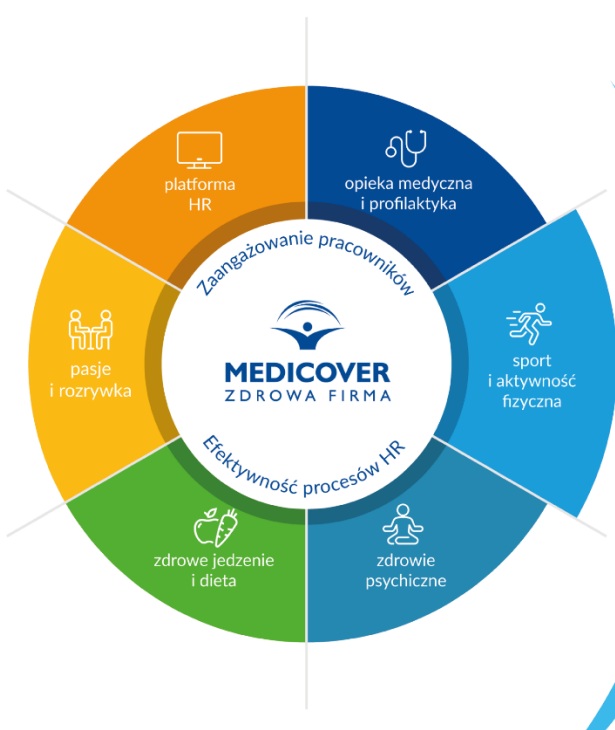 platforma
HR
opieka medyczna
i profilaktyka
Zaangażowanie pracowników
pasje
i rozrywka
MEDICOVER
ZDROWA FIRMA
sport
i aktywność
fizyczna
Efektywność procesów HR
zdrowe jedzenie
i dieta
zdrowie
psychiczne